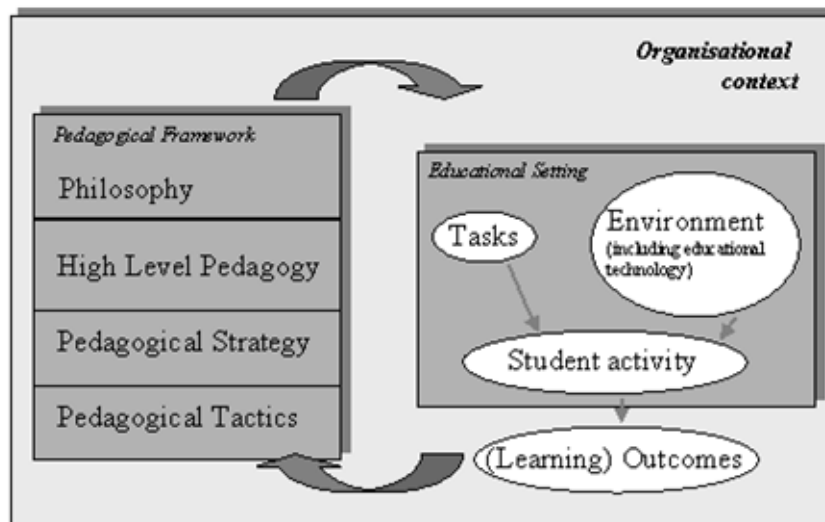 Organisational
context
Pedagogical Framework
Philosophy
High Level Pedagogy
Pedagogical Strategy
Pedagogical Tactics
Educational Setting
Tasks
Environment
(including educational
technology)
Student activity
(Learning) Outcomes